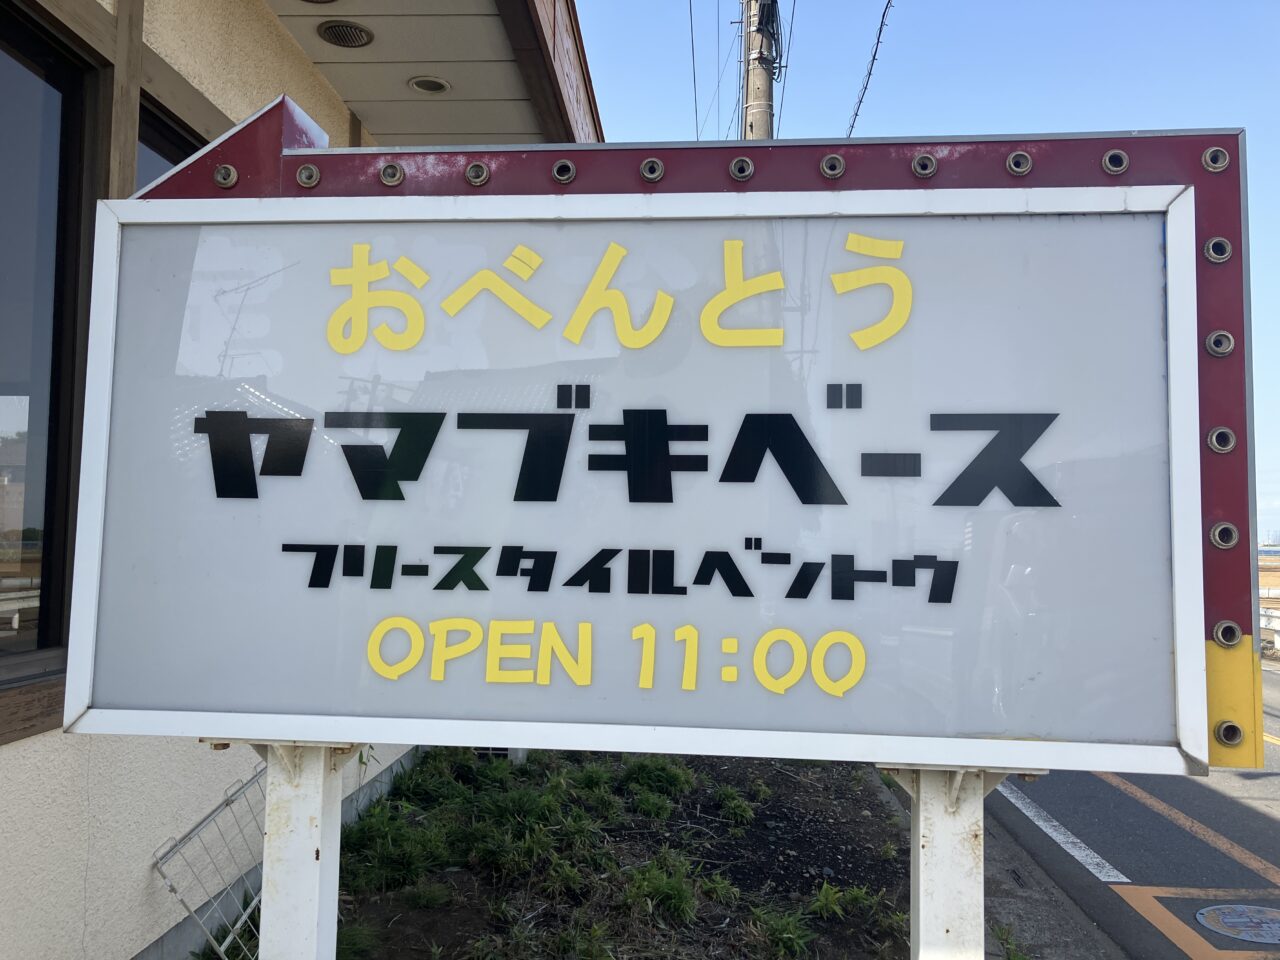 おべんとう
ヤマブキベース
フリースタイルベントウ
OPEN 11:00